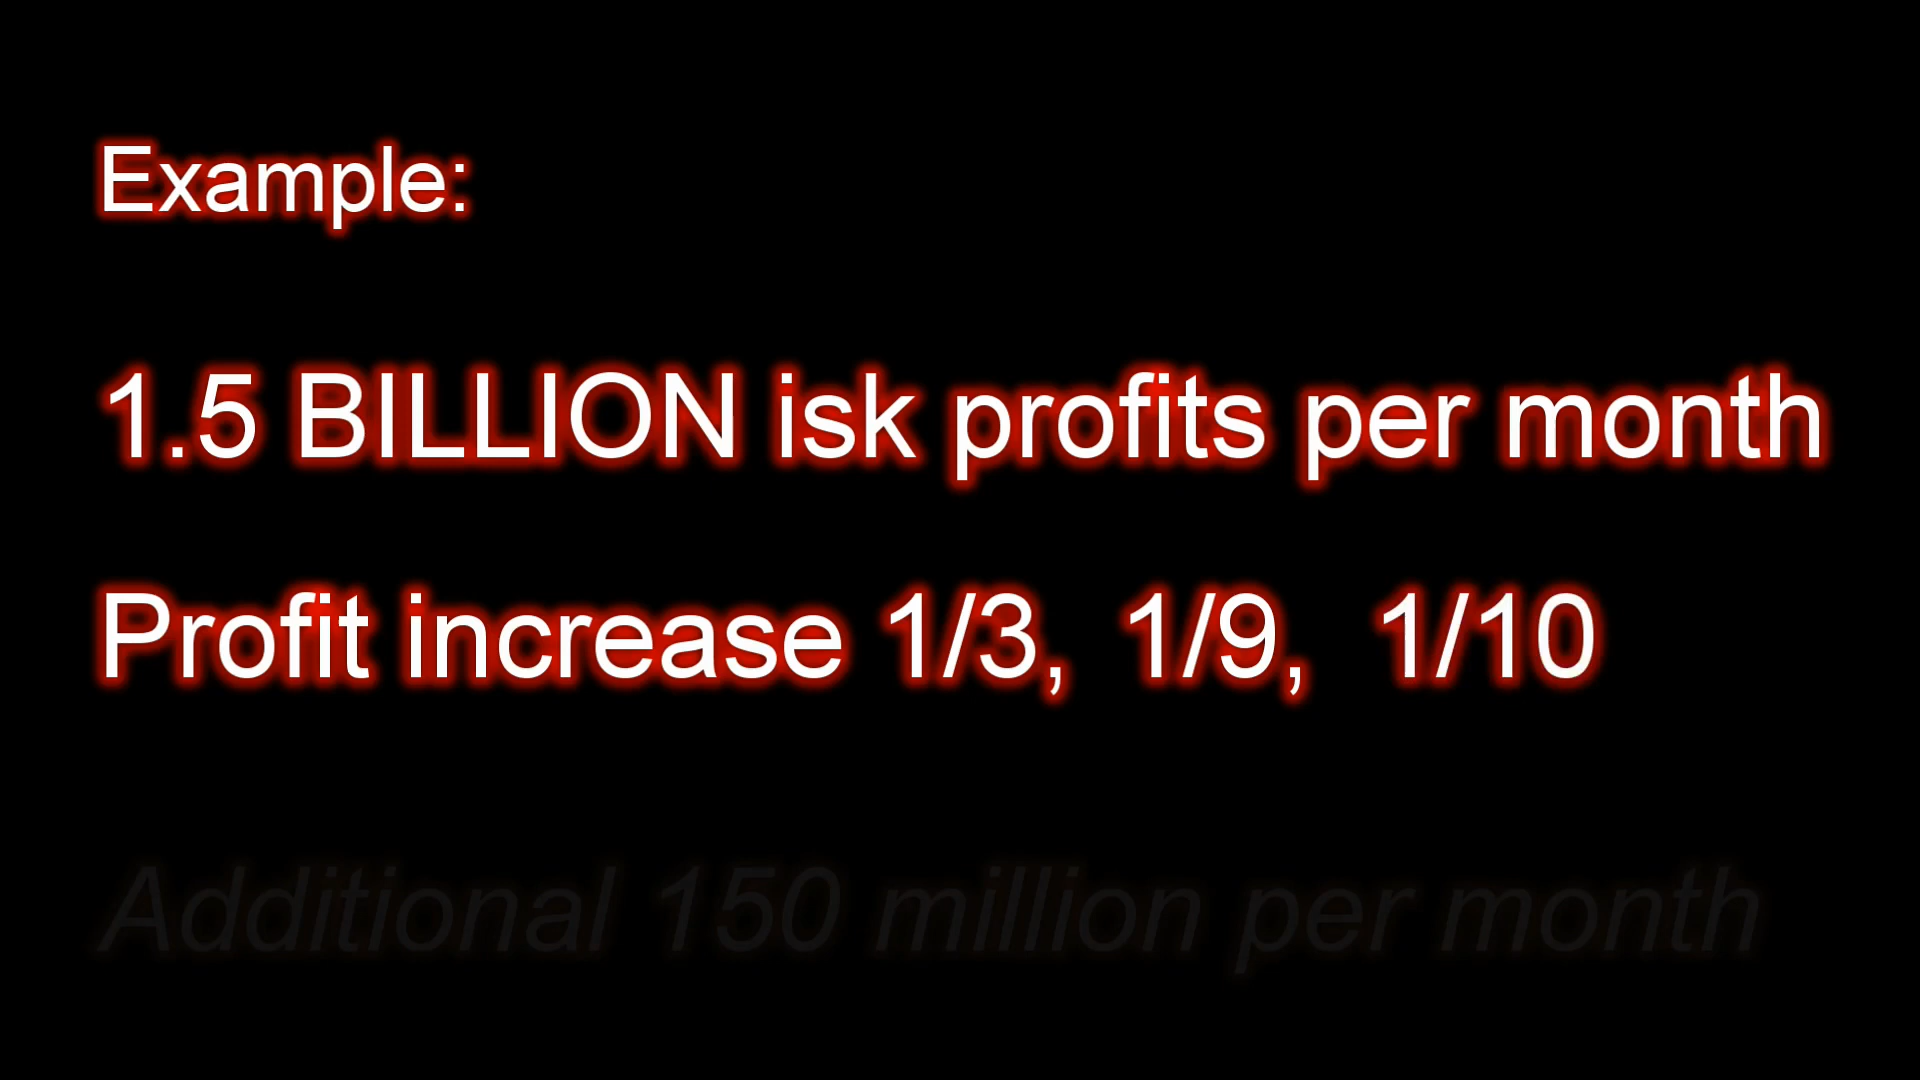 Example:
1.5 BILLION isk profits per month
Profit increase 1/3, 1/9, 1/10
Additional 150 million per month